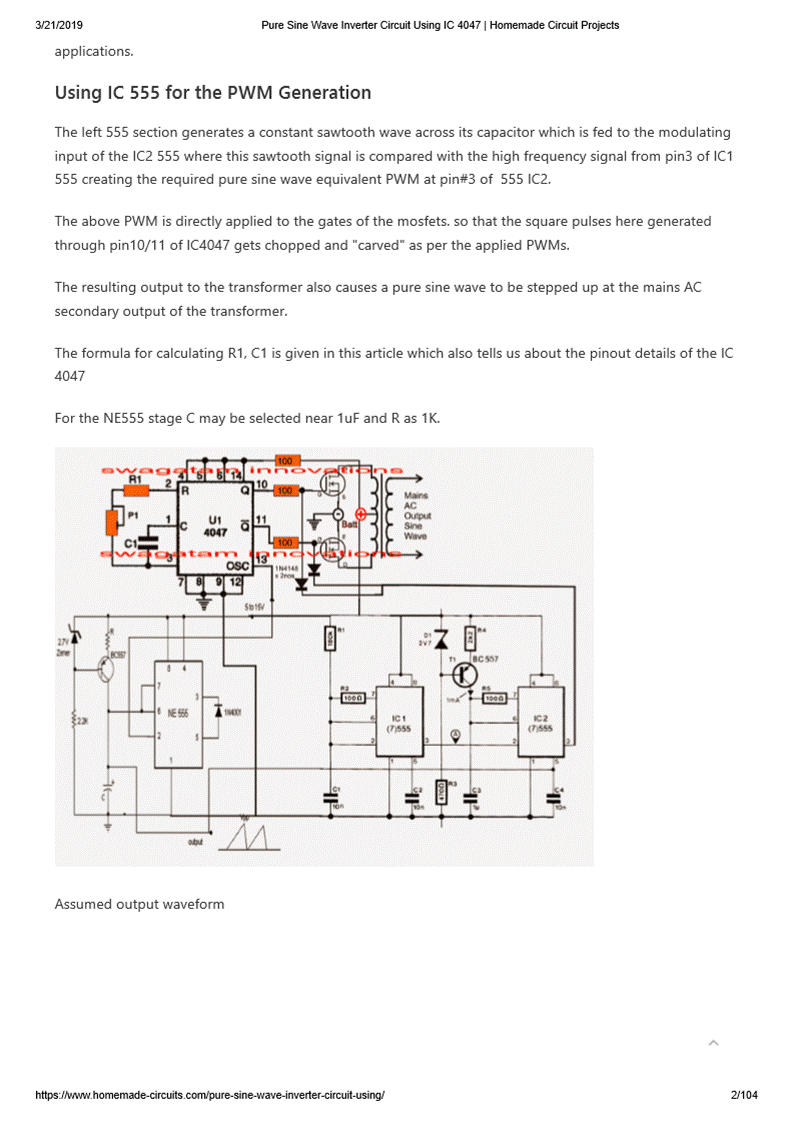 3/21/2019
Pure Sine Wave Inverter Circuit Using IC 4047 | Homemade Circuit Projects
applications.
Using IC 555 for the PWM Generation
The left 555 section generates a constant sawtooth wave across its capacitor which is fed to the modulating
input of the IC2 555 where this sawtooth signal is compared with the high frequency signal from pin3 of IC1
555 creating the required pure sine wave equivalent PWM at pin#3 of 555 IC2.
The above PWM is directly applied to the gates of the mosfets. so that the square pulses here generated
through pin10/11 of IC4047 gets chopped and "carved" as per the applied PWMs.
The resulting output to the transformer also causes a pure sine wave to be stepped up at the mains AC
secondary output of the transformer.
The formula for calculating R1, C1 is given in this article which also tells us about the pinout details of the IC
4047
For the NE555 stage C may be selected near 1uF and R as 1K.
100
swagatam innovations
4 5 6 14
R1
2
R
Q
10
100
P1
1
C
U1
4047
Q
11
C1
100
3
OSC
13
swagatam innovations
7 8 9 12
Batt
Mains
AC
Output
Sine
Wave
1N4148
x 2nos
5to15V
2.7V
Zener
R
BC557
2.2K
C
8 4
7
6
2
NE 555
3
5
1
1N4001
output
R1
100K
R2
100Ω
7
6
2
4 8
IC1
(7)555
3
1 5
C1
10n
C2
10n
D1
2V7
R4
2k2
T1
BC557
1mA
R5
100Ω
A
R3
470Ω
C3
1µ
7
6
2
4 8
IC2
(7)555
3
1 5
C4
10n
Assumed output waveform
https://www.homemade-circuits.com/pure-sine-wave-inverter-circuit-using/
2/104